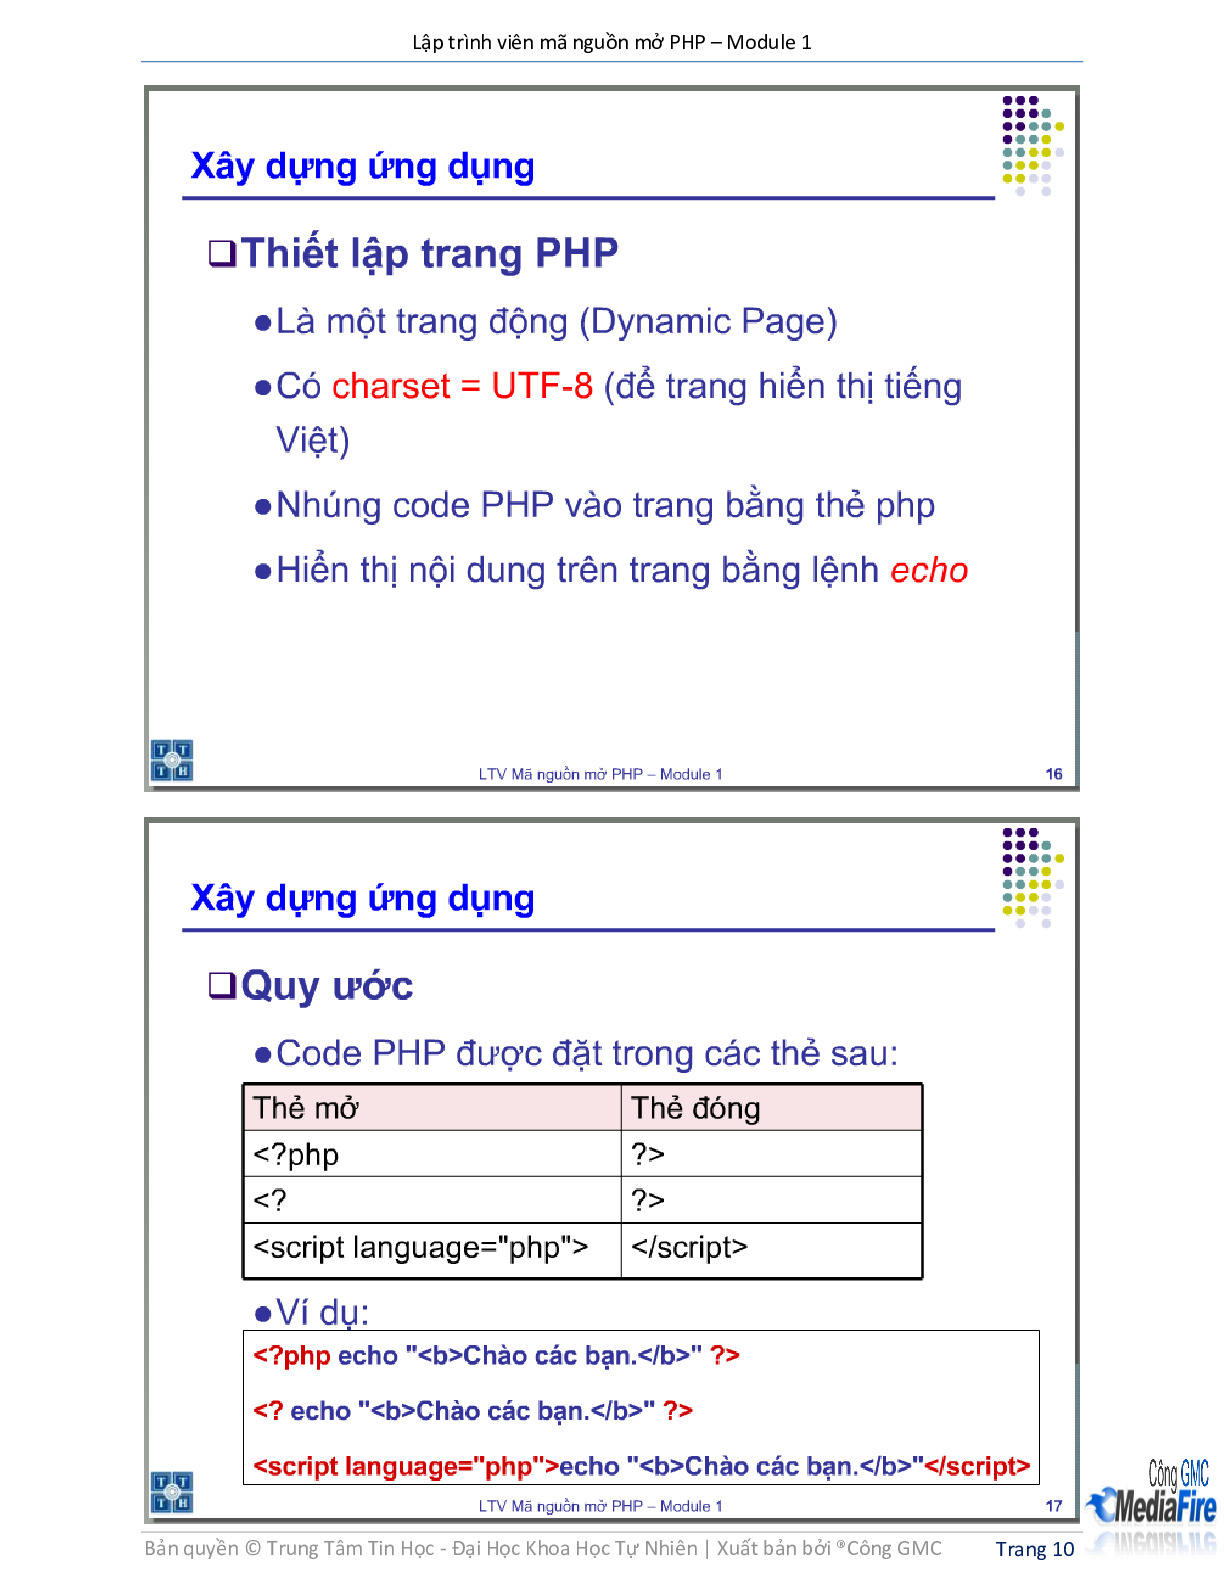 Lập trình viên mã nguồn mở PHP – Module 1
Xây dựng ứng dụng
Thiết lập trang PHP
Là một trang động (Dynamic Page)
Có charset = UTF-8 (để trang hiển thị tiếng
Việt)
Nhúng code PHP vào trang bằng thẻ php
Hiển thị nội dung trên trang bằng lệnh echo
T T
T H
LTV Mã nguồn mở PHP – Module 1 16
Xây dựng ứng dụng
Quy ước
Code PHP được đặt trong các thẻ sau:
Thẻ mở Thẻ đóng
<?php ?>
<? ?>
<script language="php"> </script>
Ví dụ:
<?php echo "<b>Chào các bạn.</b>" ?>
<? echo "<b>Chào các bạn.</b>" ?>
<script language="php">echo "<b>Chào các bạn.</b>"</script>
T T
T H
LTV Mã nguồn mở PHP – Module 1 17
Công GMC
MediaFire
Bản quyền © Trung Tâm Tin Học - Đại Học Khoa Học Tự Nhiên | Xuất bản bởi ®Công GMC Trang 10